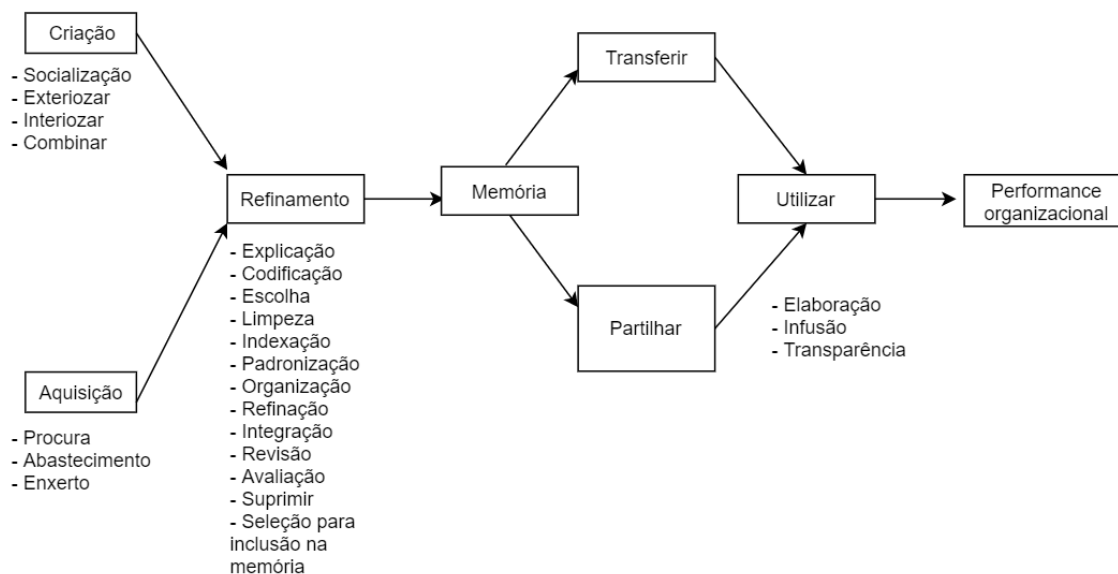 Criação
- Socialização
- Exteriozar
- Interiozar
- Combinar
Aquisição
- Procura
- Abastecimento
- Enxerto
Refinamento
- Explicação
- Codificação
- Escolha
- Limpeza
- Indexação
- Padronização
- Organização
- Refinação
- Integração
- Revisão
- Avaliação
- Suprimir
- Seleção para
inclusão na
memória
Memória
Transferir
Partilhar
Utilizar
- Elaboração
- Infusão
- Transparência
Performance
organizacional